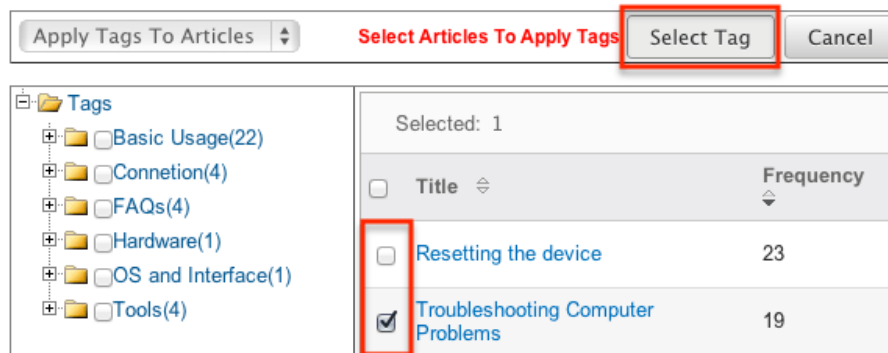 Apply Tags To Articles
Select Articles To Apply Tags
Select Tag
Cancel
Tags
Basic Usage(22)
Connetion(4)
FAQs(4)
Hardware(1)
OS and Interface(1)
Tools(4)
Selected: 1
Title
Frequency
Resetting the device
23
Troubleshooting Computer
Problems
19